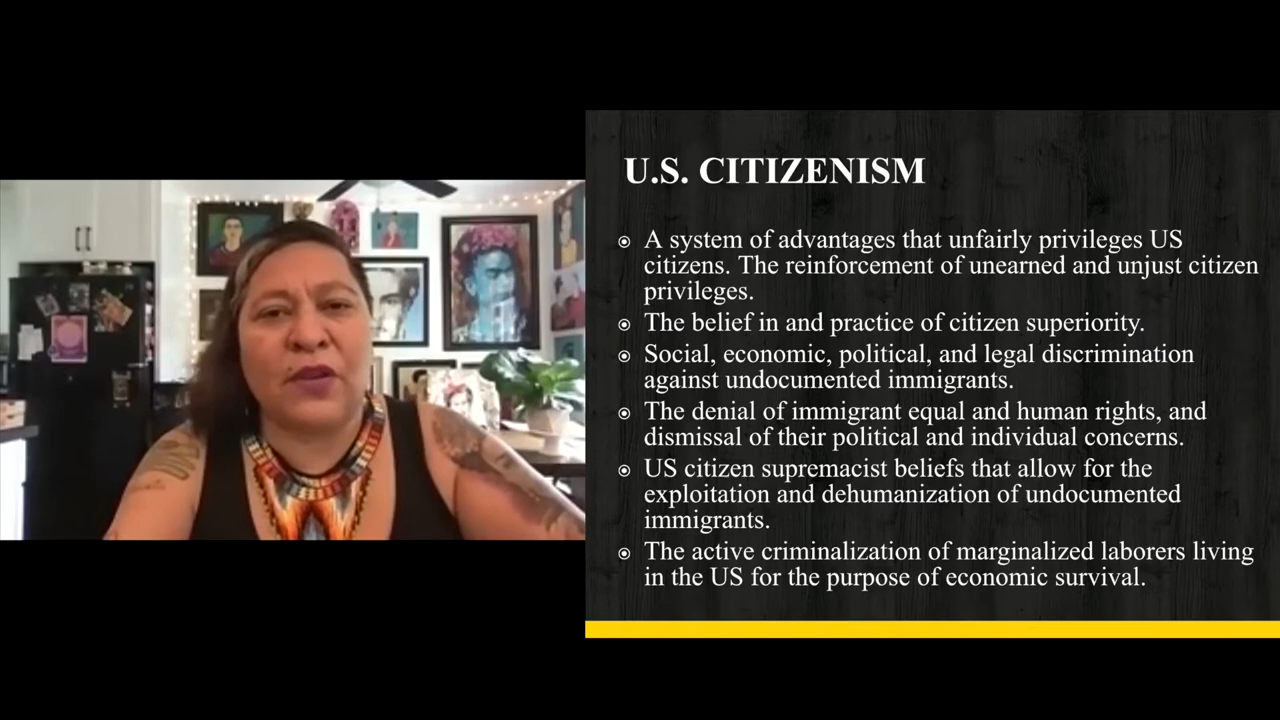 U.S. CITIZENISM
A system of advantages that unfairly privileges US
citizens. The reinforcement of unearned and unjust citizen
privileges.
The belief in and practice of citizen superiority.
Social, economic, political, and legal discrimination
against undocumented immigrants.
The denial of immigrant equal and human rights, and
dismissal of their political and individual concerns.
US citizen supremacist beliefs that allow for the
exploitation and dehumanization of undocumented
immigrants.
The active criminalization of marginalized laborers living
in the US for the purpose of economic survival.